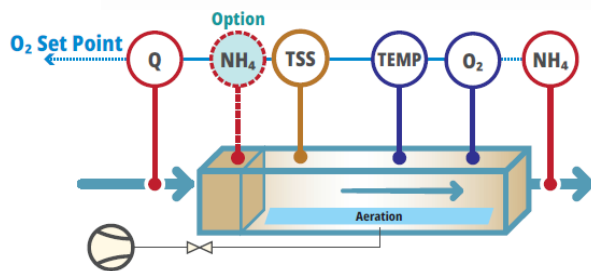 Option
O₂ Set Point
Q
NH₄
TSS
TEMP
O₂
NH₄
Aeration